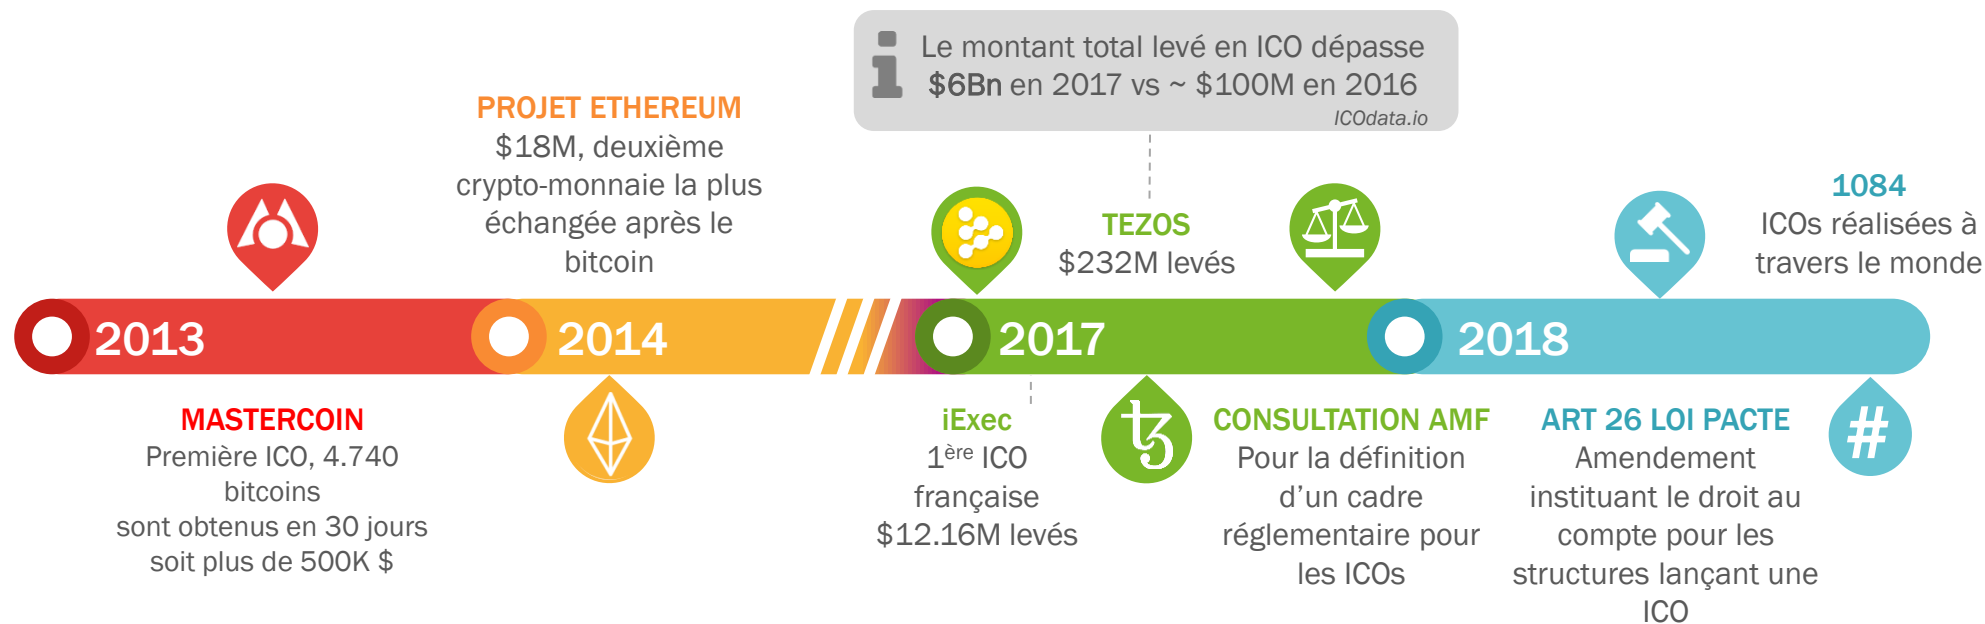 Le montant total levé en ICO dépasse
$6Bn en 2017 vs ~ $100M en 2016
ICOdata.io
PROJET ETHEREUM
$18M, deuxième
crypto-monnaie la plus
échangée après le
bitcoin
TEZOS
$232M levés
1084
ICOs réalisées à
travers le monde
2013
2014
2017
2018
MASTERCOIN
Première ICO, 4.740
bitcoins
sont obtenus en 30 jours
soit plus de 500K $
iExec
1ère ICO
française
$12.16M levés
CONSULTATION AMF
Pour la définition
d’un cadre
réglementaire pour
les ICOs
ART 26 LOI PACTE
Amendement
instituant le droit au
compte pour les
structures lançant une
ICO
#